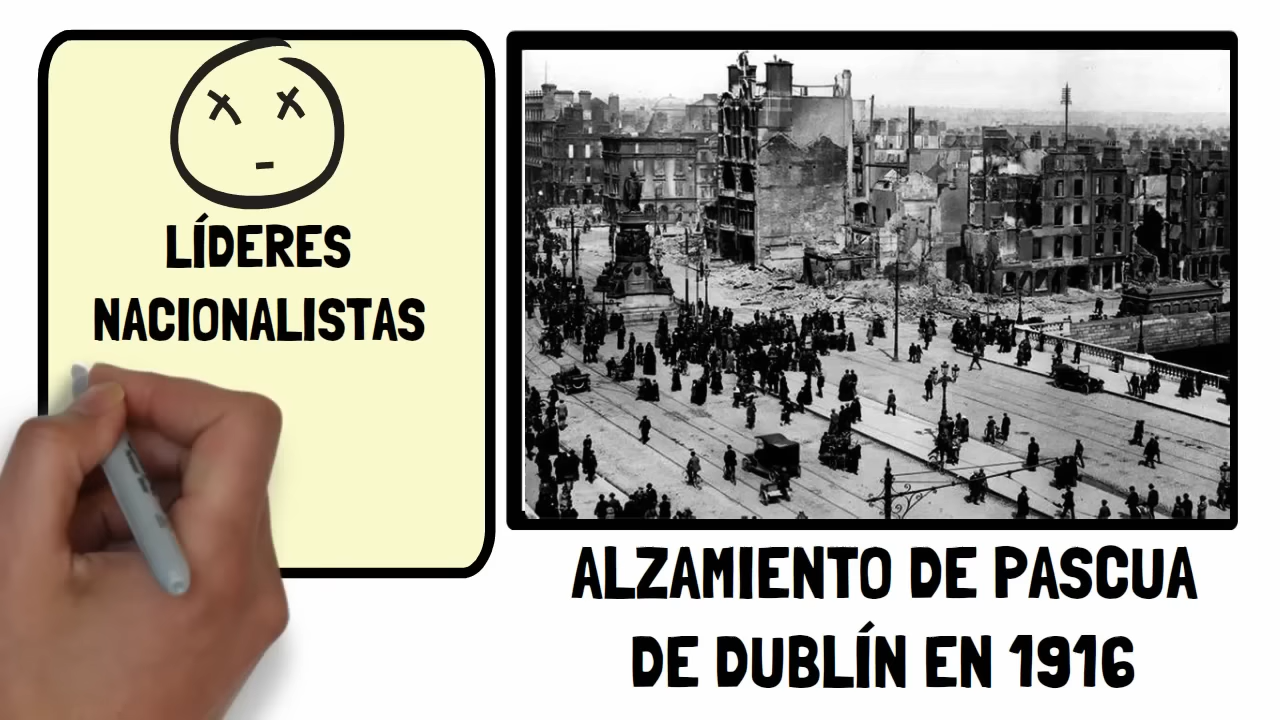 LÍDERES
NACIONALISTAS
ALZAMIENTO DE PASCUA
DE DUBLÍN EN 1916